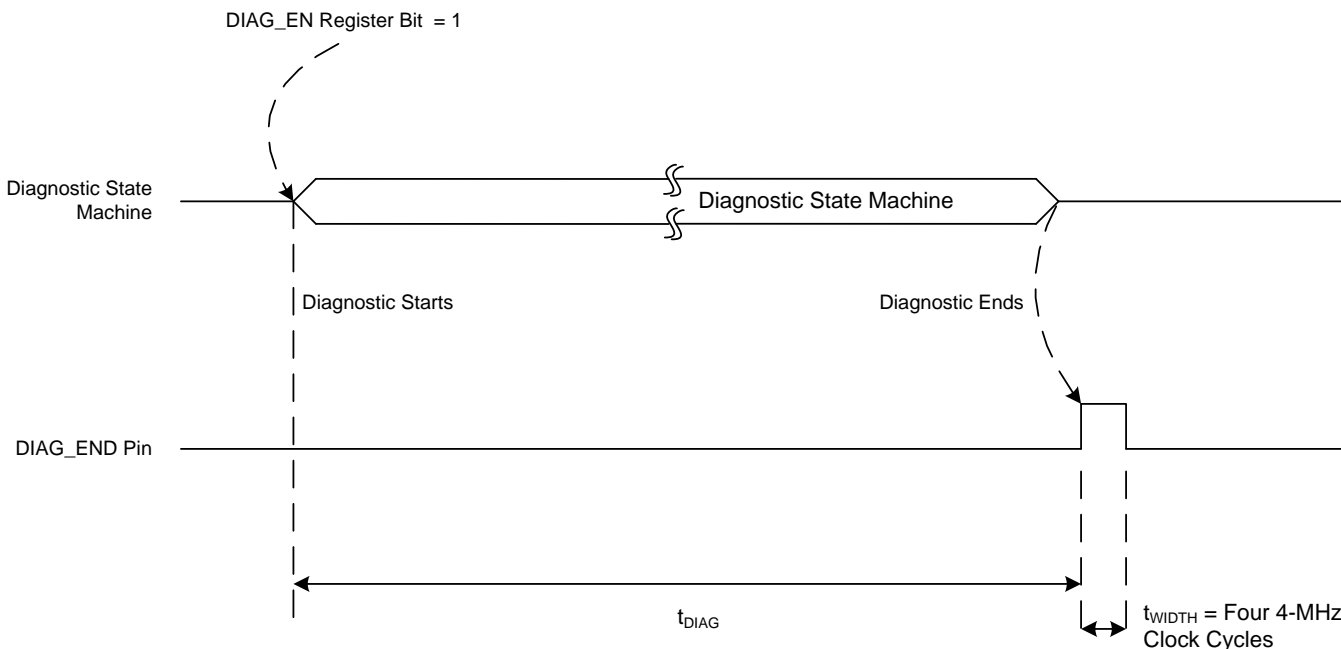 DIAG_EN Register Bit = 1
Diagnostic State
Machine
Diagnostic State Machine
Diagnostic Starts
Diagnostic Ends
DIAG_END Pin
tDIAG
tWIDTH = Four 4-MHz
Clock Cycles